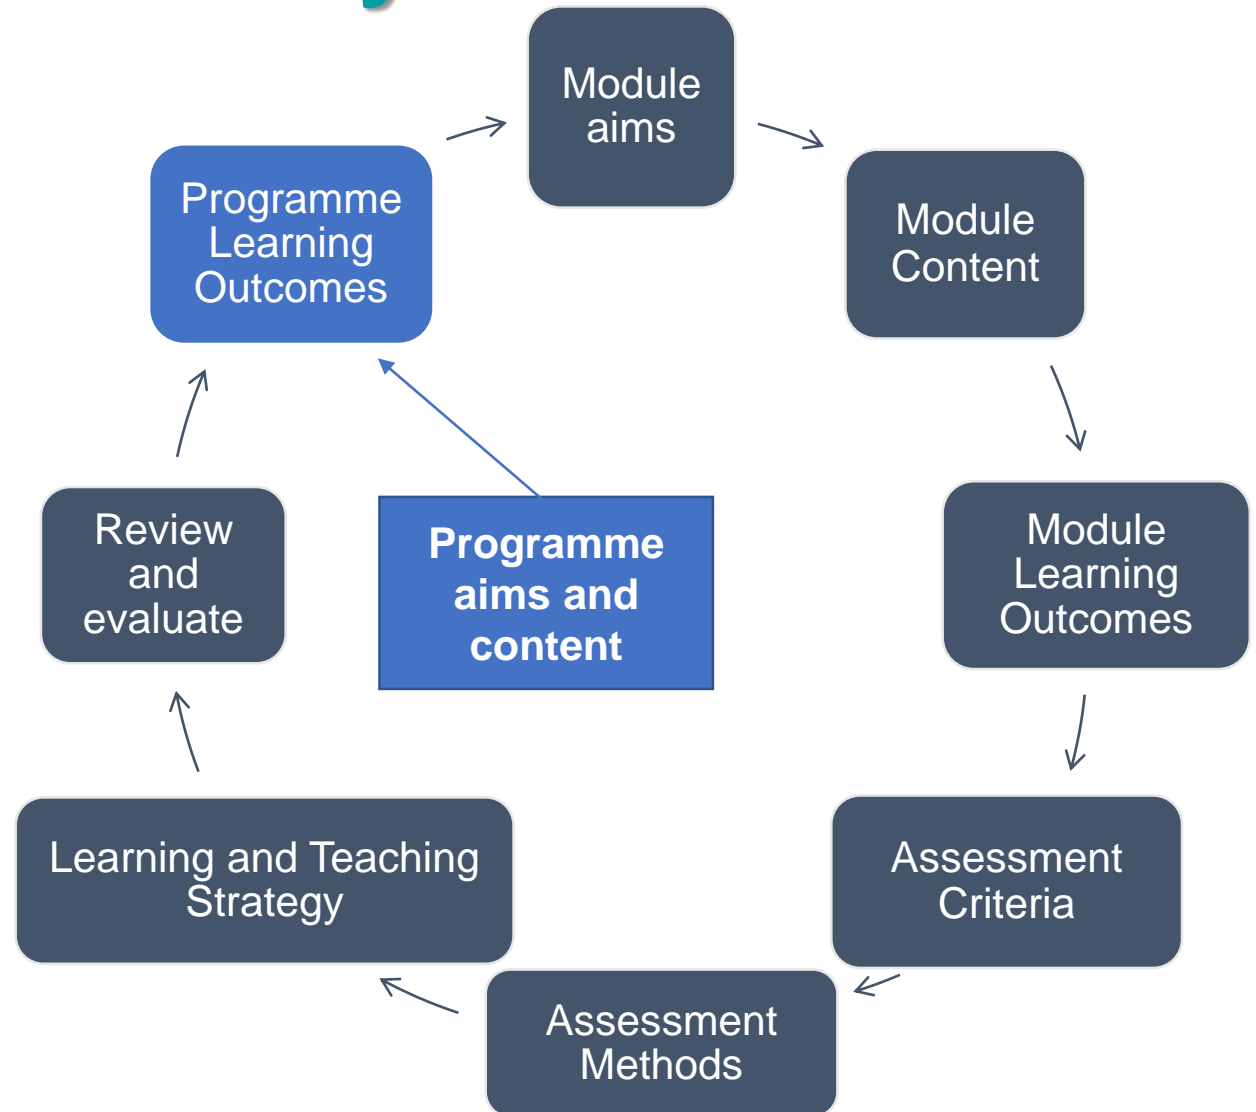 Module
aims
Module
Content
Module
Learning
Outcomes
Assessment
Criteria
Assessment
Methods
Learning and Teaching
Strategy
Review
and
evaluate
Programme
Learning
Outcomes
Programme
aims and
content